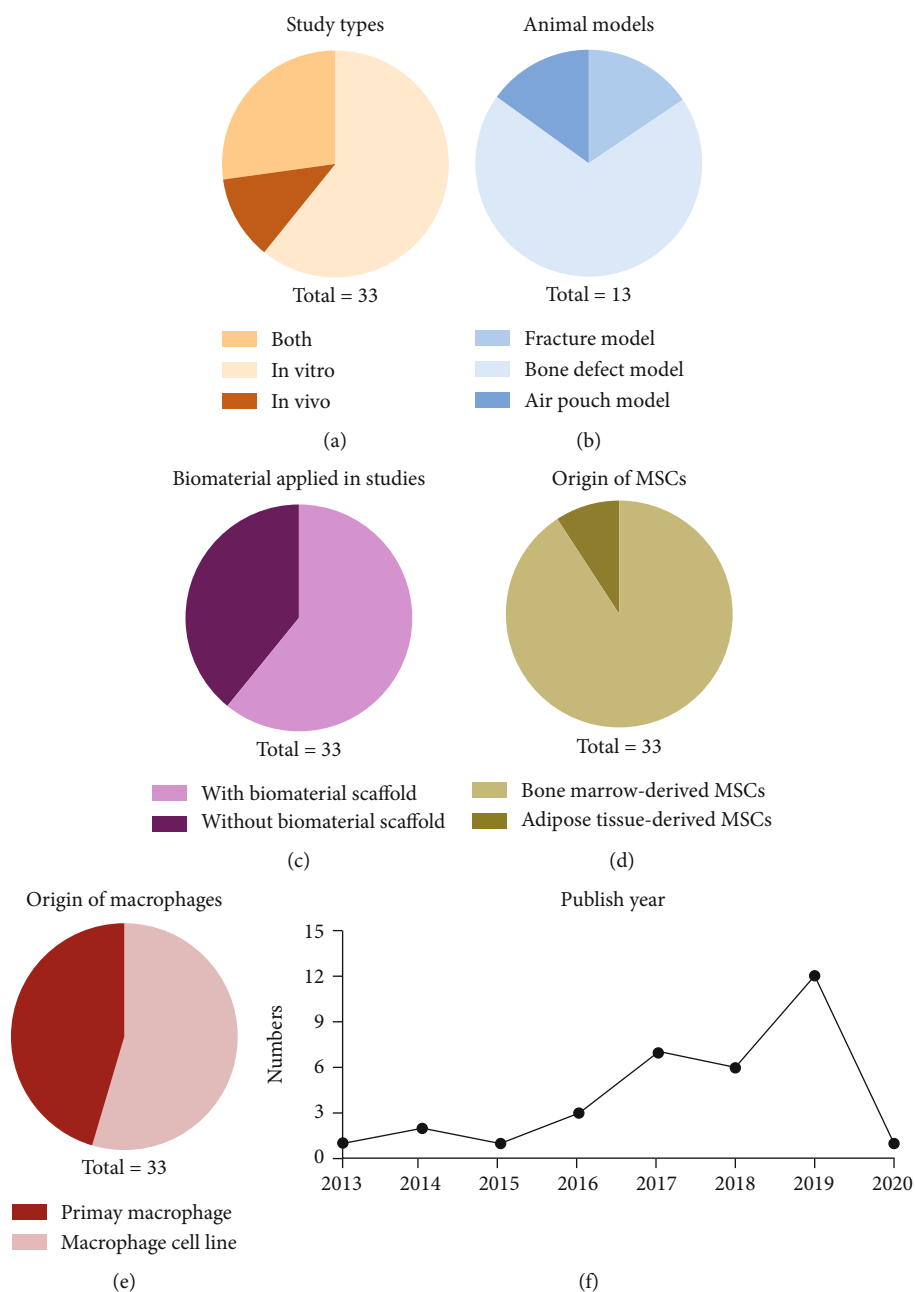 Study types
Total = 33
Both
In vitro
In vivo
(a)
Animal models
Total = 13
Fracture model
Bone defect model
Air pouch model
(b)
Biomaterial applied in studies
Total = 33
With biomaterial scaffold
Without biomaterial scaffold
(c)
Origin of MSCs
Total = 33
Bone marrow-derived MSCs
Adipose tissue-derived MSCs
(d)
Origin of macrophages
Total = 33
Primay macrophage
Macrophage cell line
(e)
Publish year
Numbers
15
12
9
6
3
0
2013 2014 2015 2016 2017 2018 2019 2020
(f)